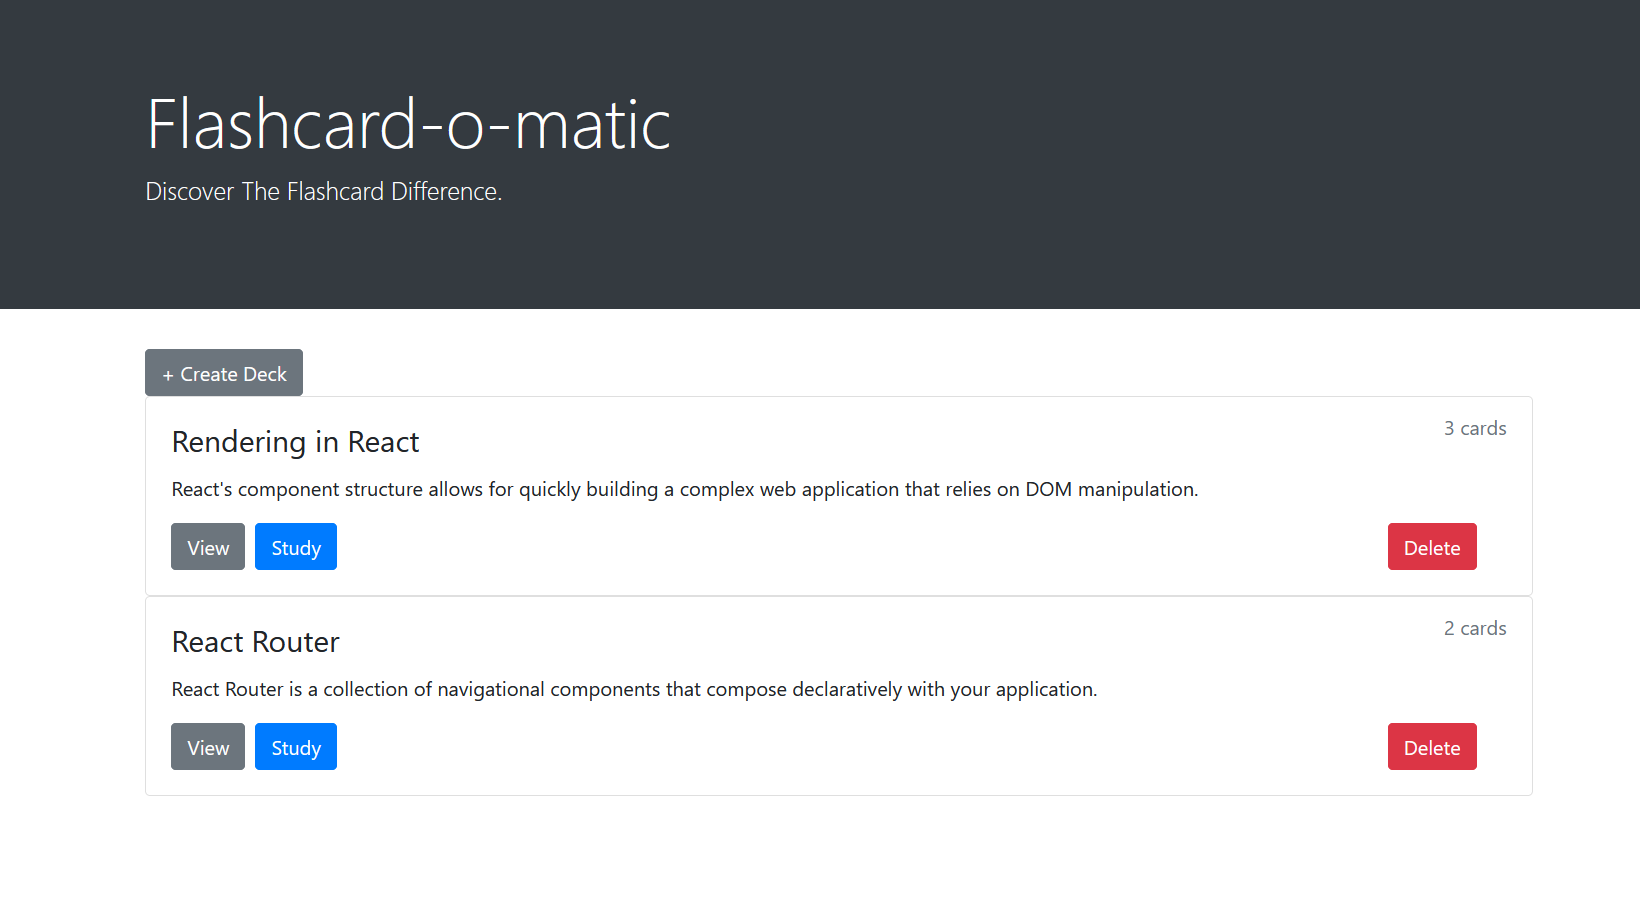 Flashcard-o-matic
Discover The Flashcard Difference.
+ Create Deck
Rendering in React
3 cards
React's component structure allows for quickly building a complex web application that relies on DOM manipulation.
View Study Delete
React Router
2 cards
React Router is a collection of navigational components that compose declaratively with your application.
View Study Delete